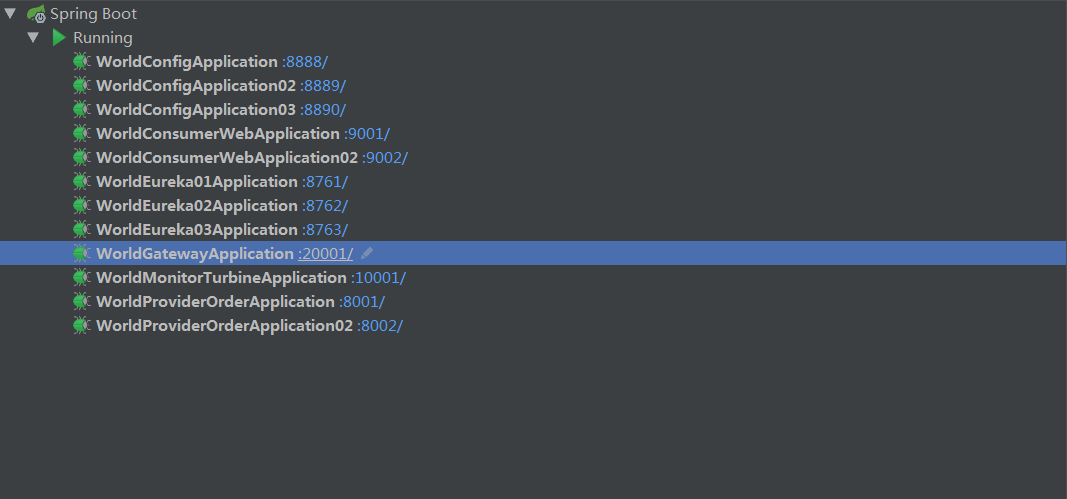 Spring Boot
Running
WorldConfigApplication :8888/
WorldConfigApplication02 :8889/
WorldConfigApplication03 :8890/
WorldConsumerWebApplication :9001/
WorldConsumerWebApplication02 :9002/
WorldEureka01Application :8761/
WorldEureka02Application :8762/
WorldEureka03Application :8763/
WorldGatewayApplication :20001/
WorldMonitorTurbineApplication :10001/
WorldProviderOrderApplication :8001/
WorldProviderOrderApplication02 :8002/